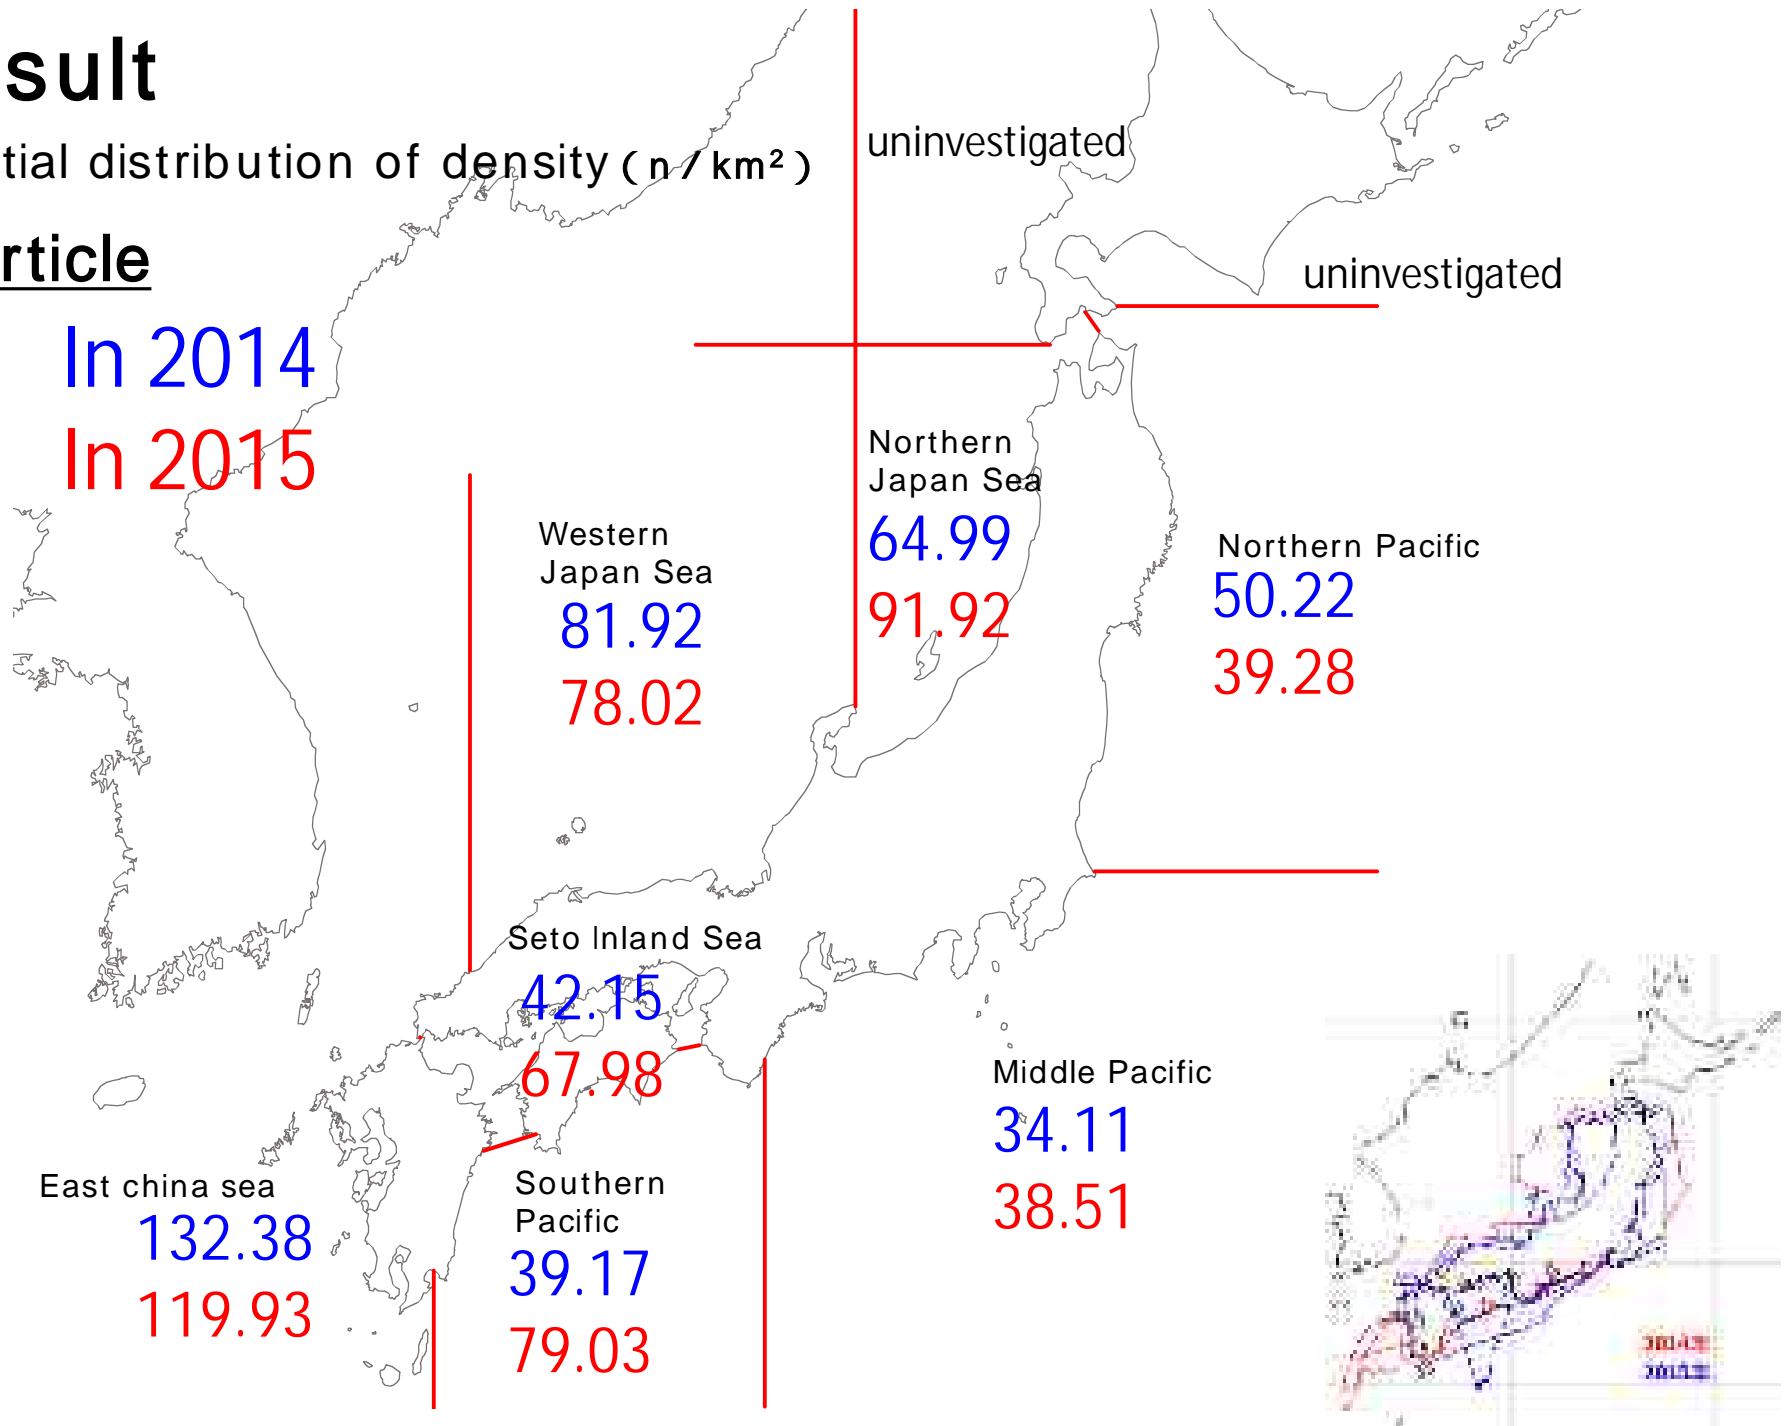 sult
tial distribution of density (n/km²)
rticle
In 2014
In 2015
uninvestigated
uninvestigated
Northern
Japan Sea
64.99
91.92
Western
Japan Sea
81.92
78.02
Northern Pacific
50.22
39.28
Seto Inland Sea
42.15
67.98
Middle Pacific
34.11
38.51
East china sea
132.38
119.93
Southern
Pacific
39.17
79.03